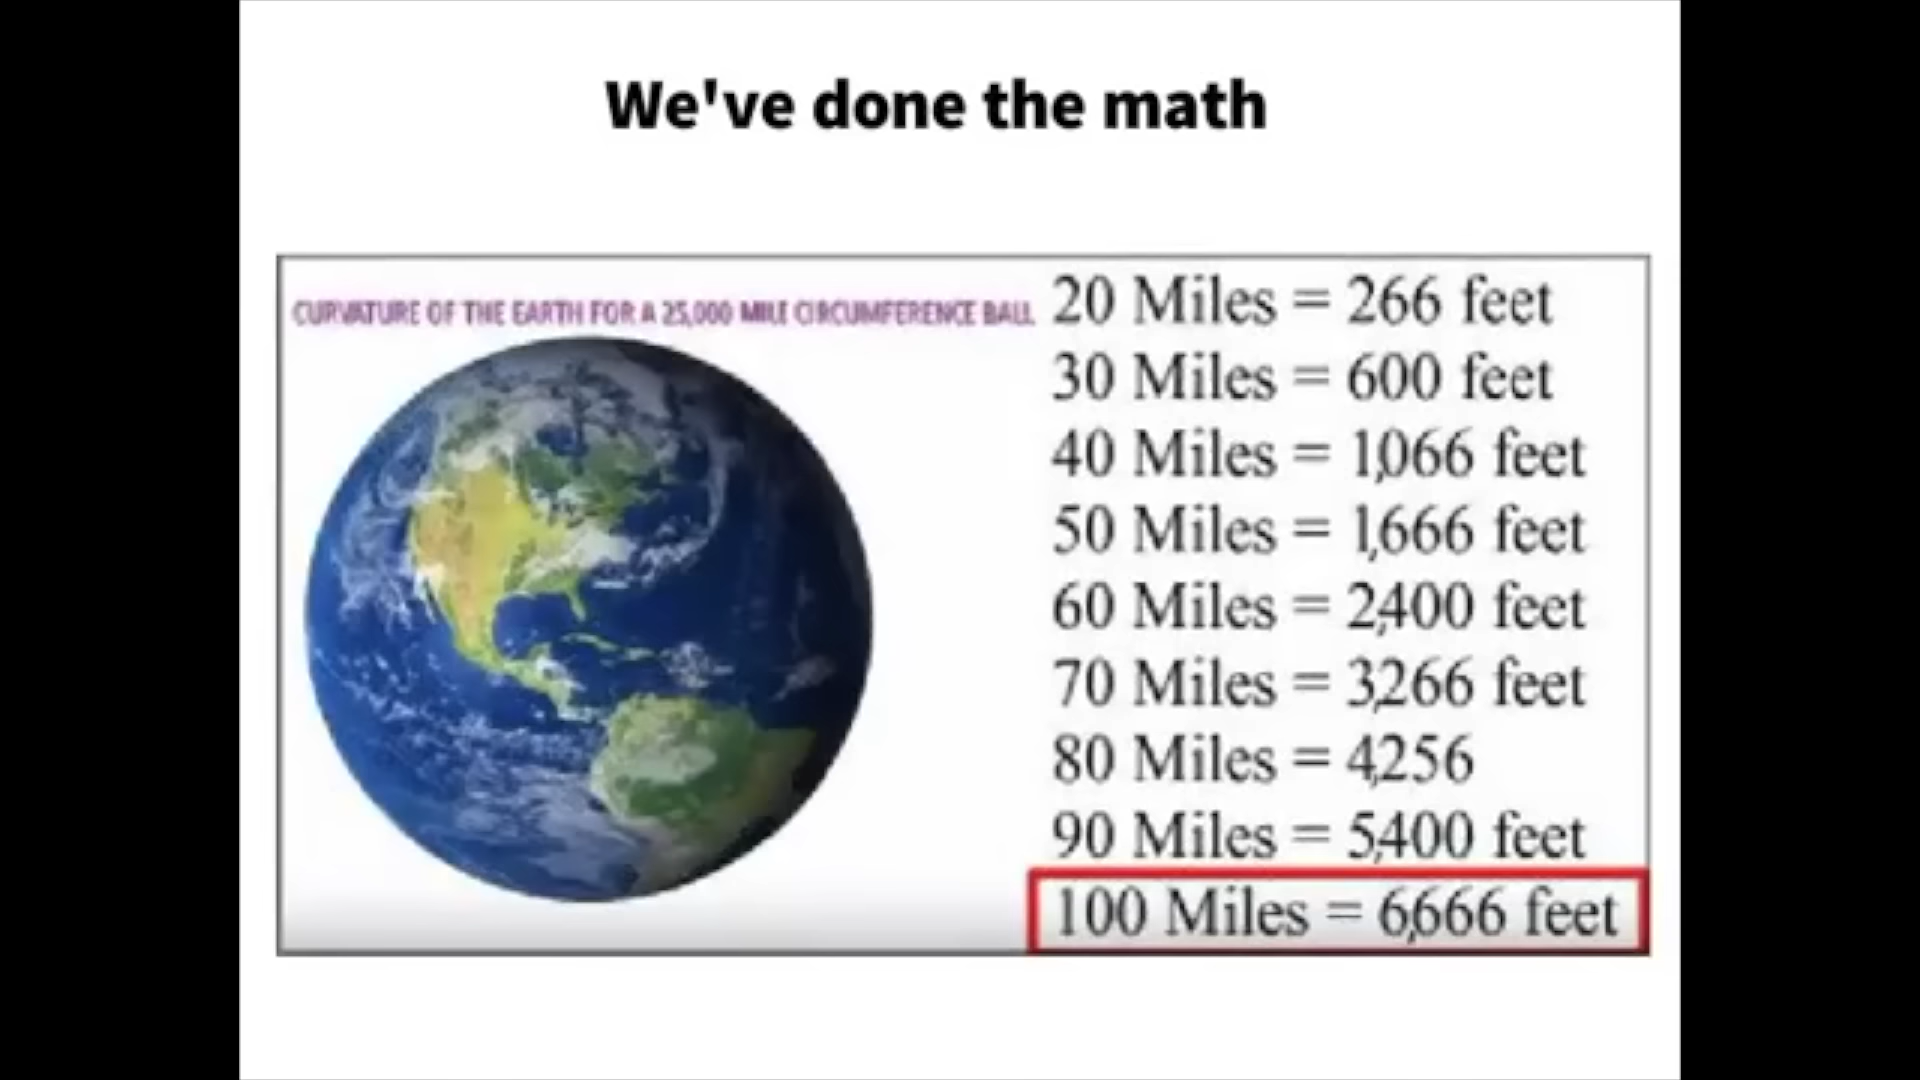 We've done the math
CURVATURE OF THE EARTH FOR A 25,000 MILE CIRCUMFERENCE BALL
20 Miles = 266 feet
30 Miles = 600 feet
40 Miles = 1,066 feet
50 Miles = 1,666 feet
60 Miles = 2,400 feet
70 Miles = 3,266 feet
80 Miles = 4,256
90 Miles = 5,400 feet
100 Miles = 6,666 feet